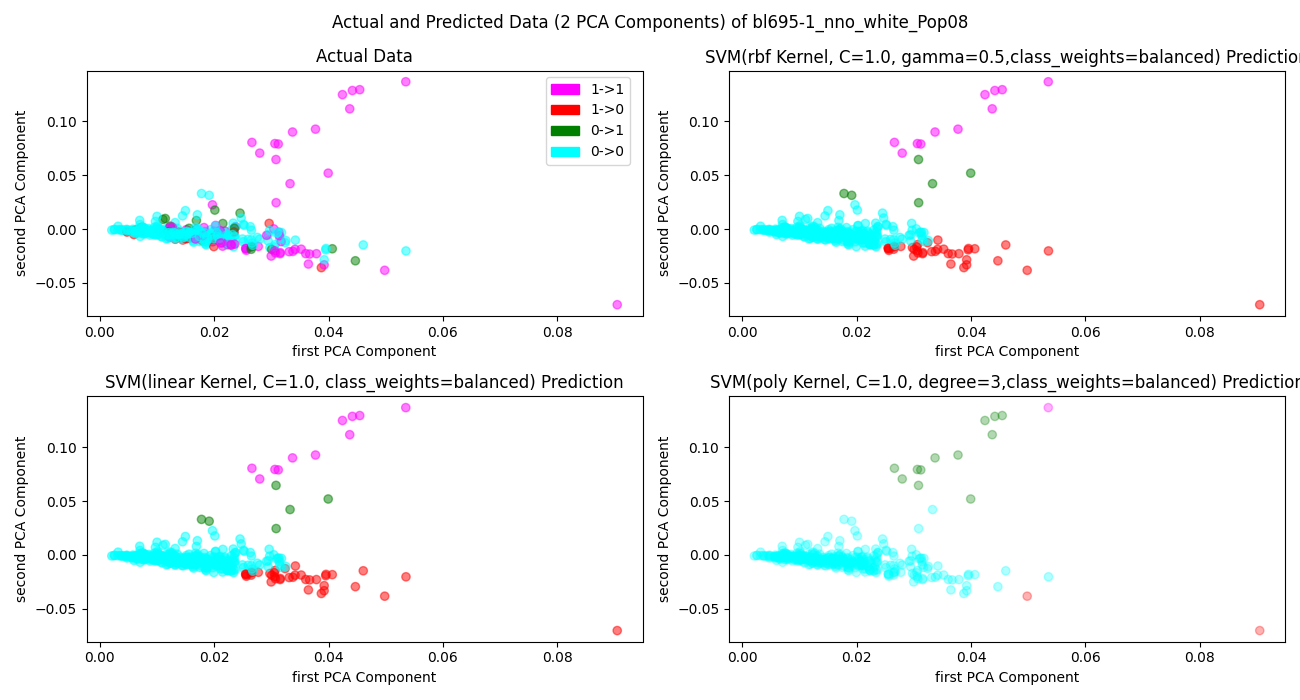 Actual and Predicted Data (2 PCA Components) of bl695-1_nno_white_Pop08
Actual Data
second PCA Component
0.10
0.05
0.00
−0.05
1->1
1->0
0->1
0->0
0.00 0.02 0.04 0.06 0.08
first PCA Component
SVM(rbf Kernel, C=1.0, gamma=0.5,class_weights=balanced) Prediction
second PCA Component
0.10
0.05
0.00
−0.05
0.00 0.02 0.04 0.06 0.08
first PCA Component
SVM(linear Kernel, C=1.0, class_weights=balanced) Prediction
second PCA Component
0.10
0.05
0.00
−0.05
0.00 0.02 0.04 0.06 0.08
first PCA Component
SVM(poly Kernel, C=1.0, degree=3,class_weights=balanced) Prediction
second PCA Component
0.10
0.05
0.00
−0.05
0.00 0.02 0.04 0.06 0.08
first PCA Component